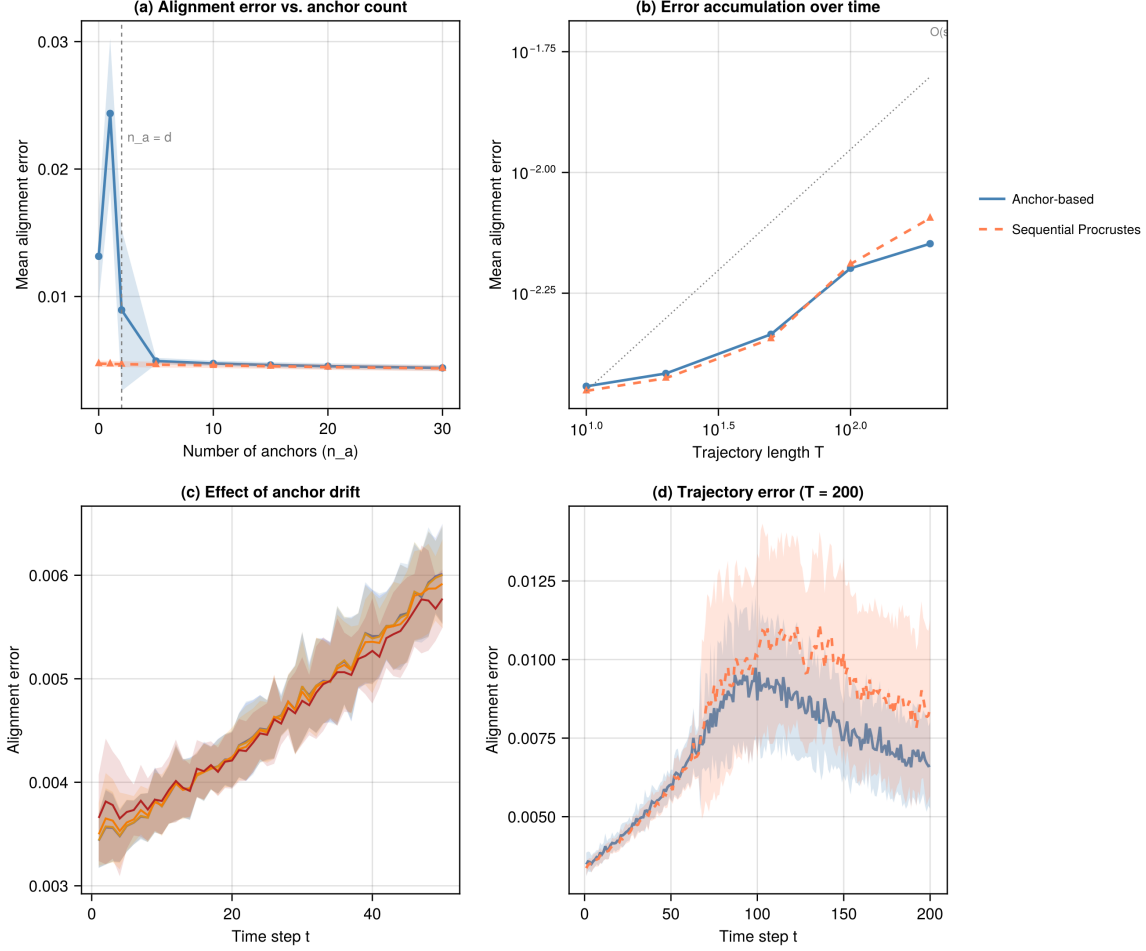 (a) Alignment error vs. anchor count
0.03
0.02
0.01
n_a = d
0
10
20
30
Number of anchors (n_a)
Mean alignment error
(b) Error accumulation over time
10^−1.75
10^−2.00
10^−2.25
O(s
10^1.0
10^1.5
10^2.0
Trajectory length T
Mean alignment error
Anchor-based
Sequential Procrustes
(c) Effect of anchor drift
0.006
0.005
0.004
0.003
0
20
40
Time step t
Alignment error
(d) Trajectory error (T = 200)
0.0125
0.0100
0.0075
0.0050
0
50
100
150
200
Time step t
Alignment error